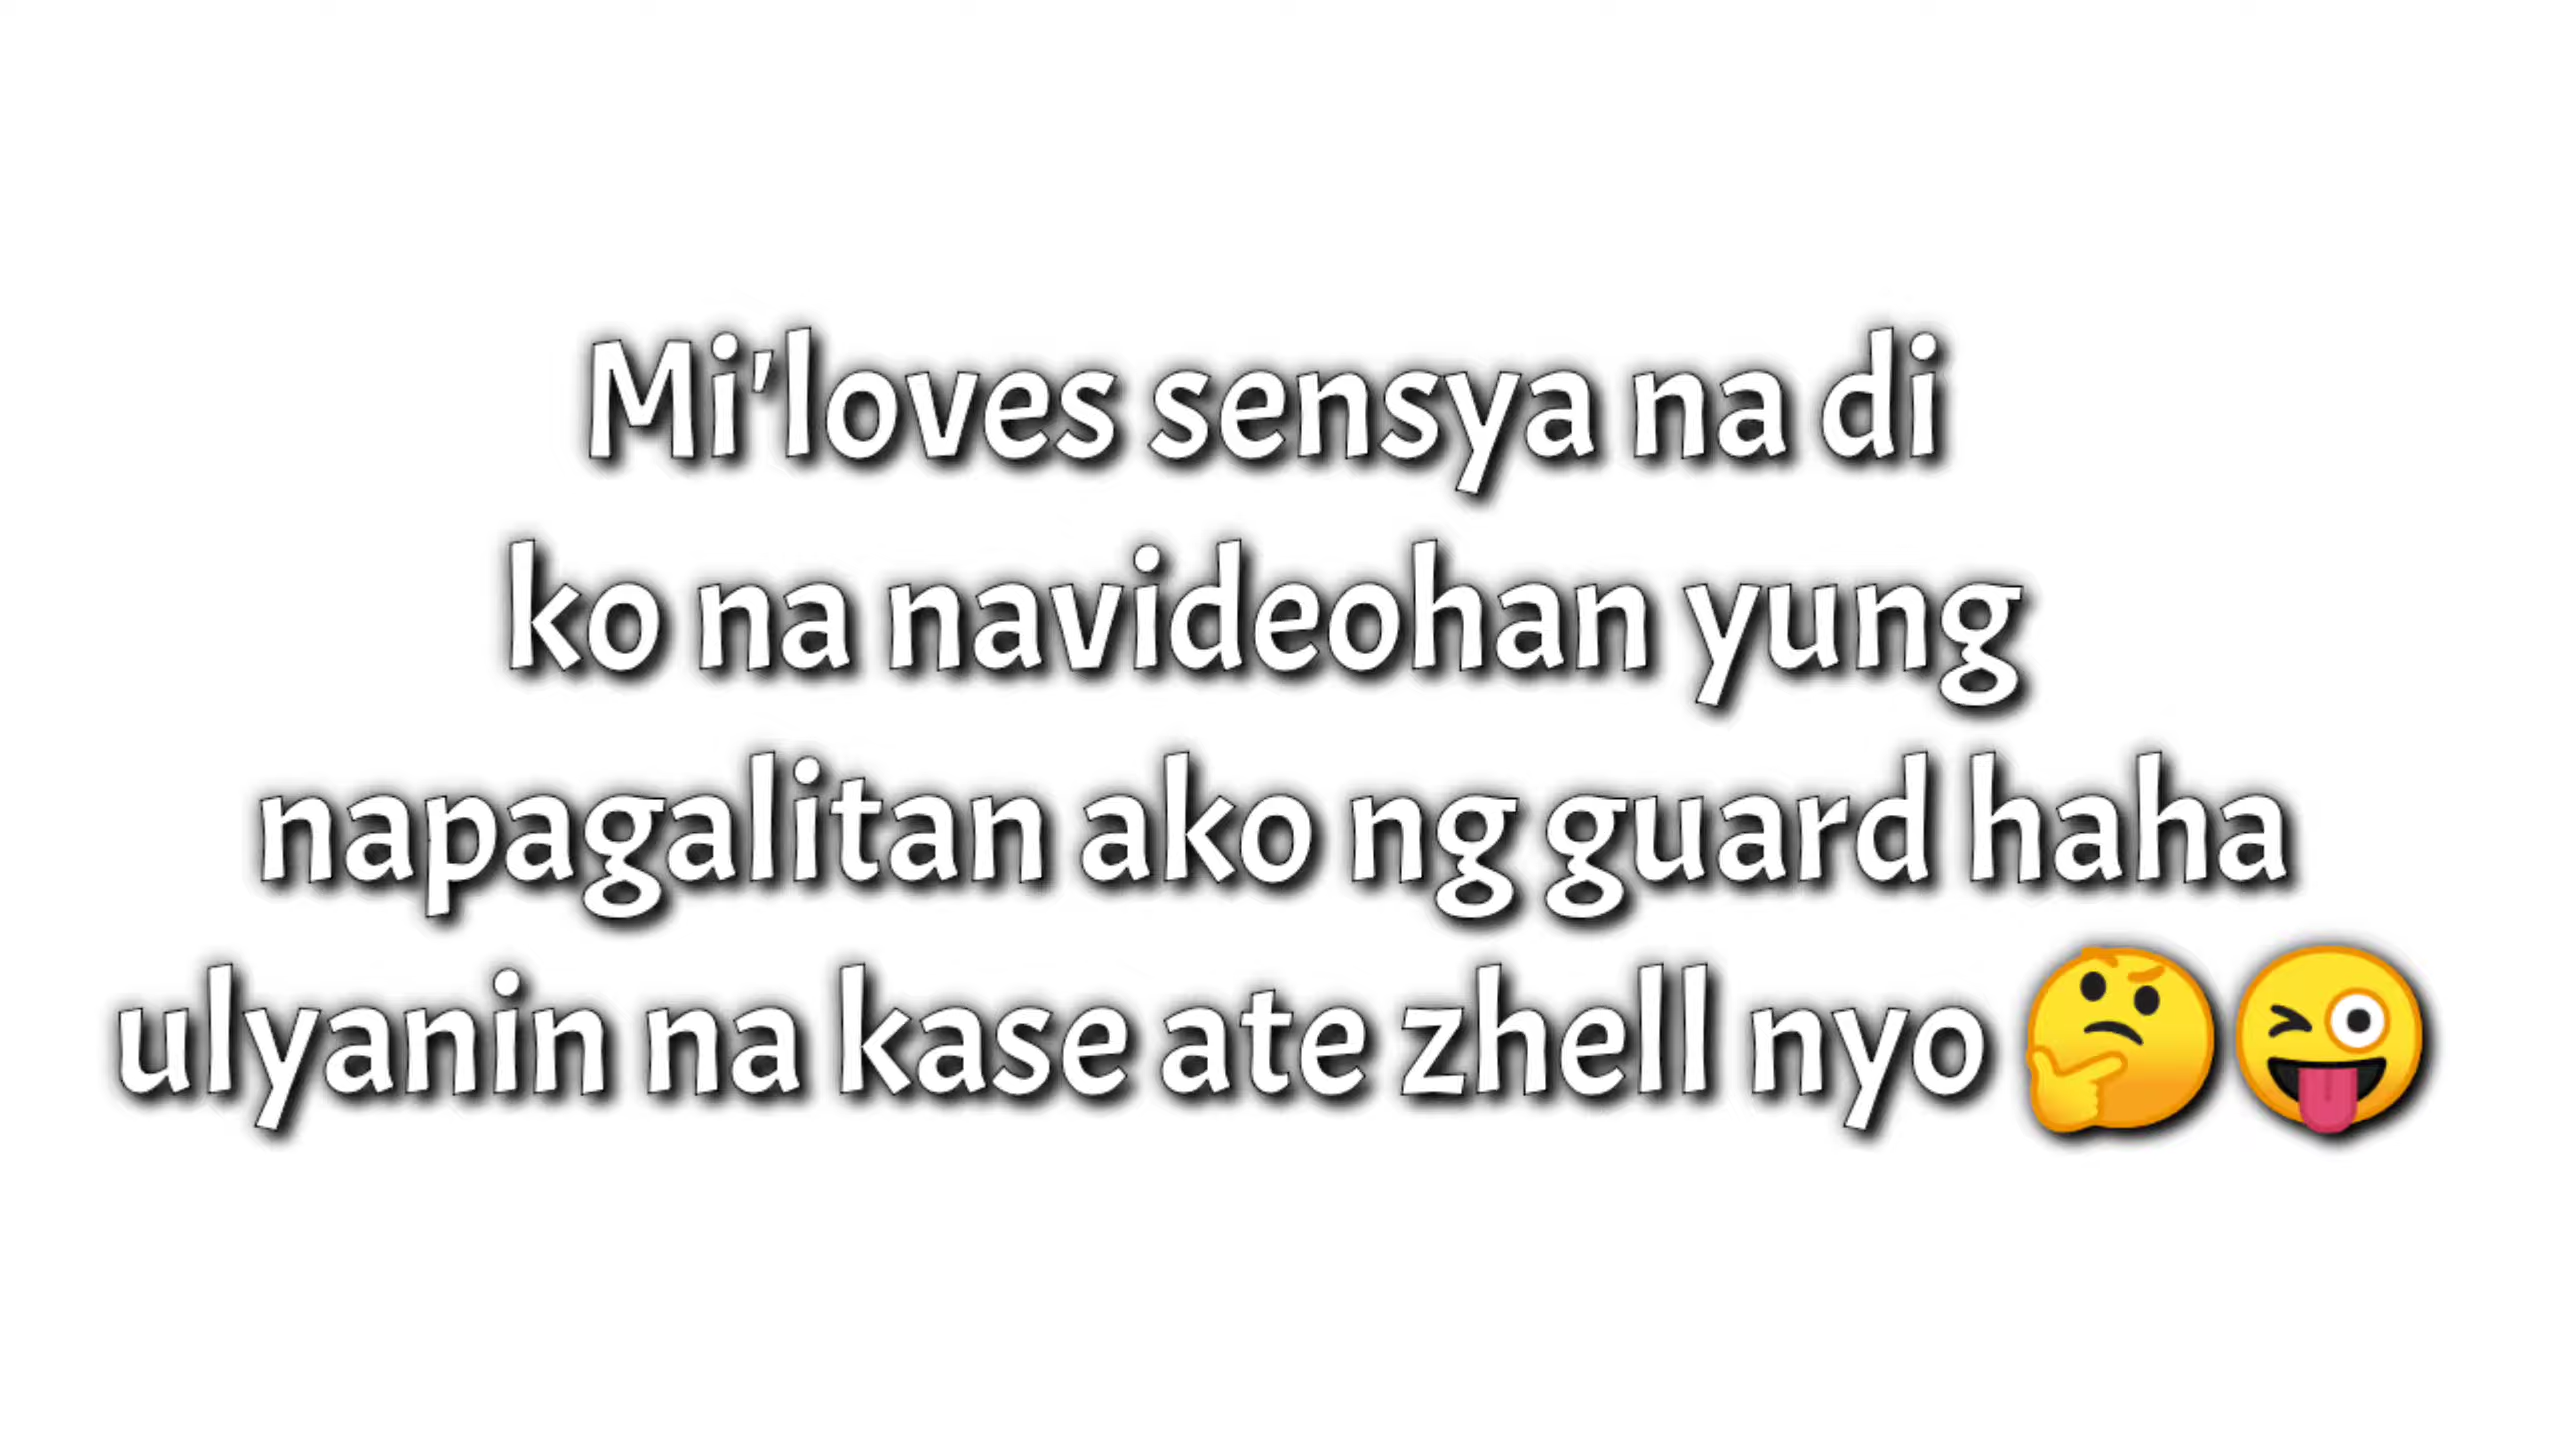 Mi'loves sensya na di
ko na navideohan yung
napagalitan ako ng guard haha
ulyanin na kase ate zhell nyo 🤔😜